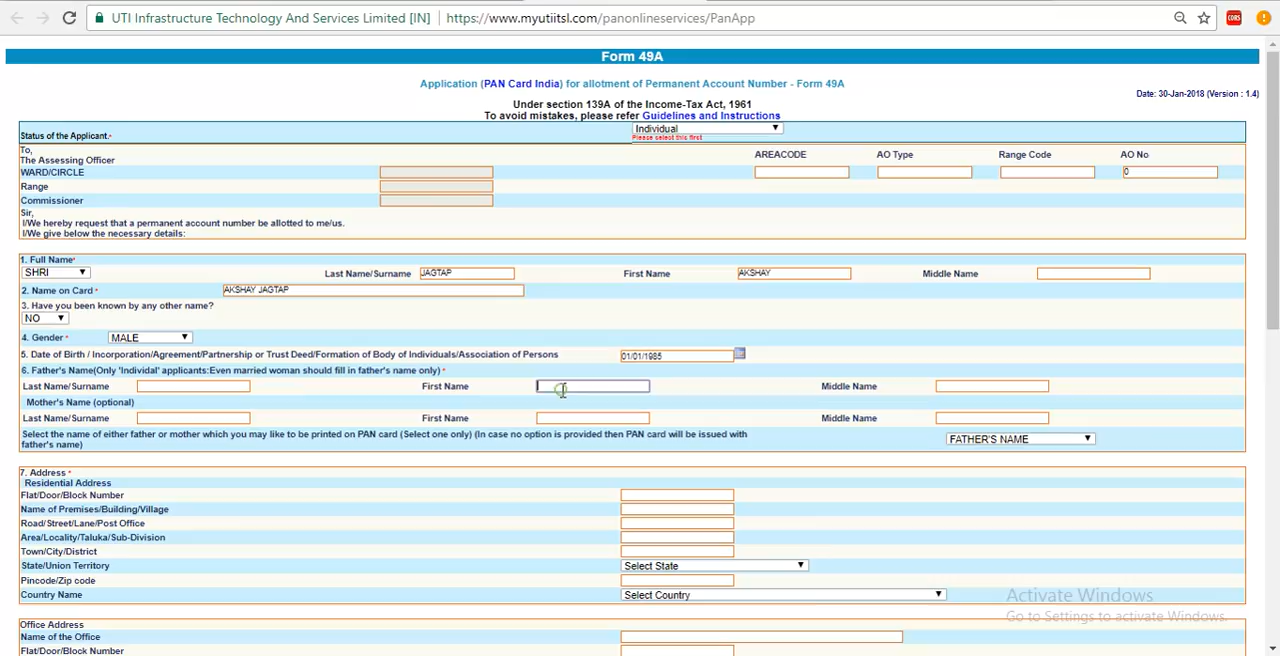 UTI Infrastructure Technology And Services Limited [IN] https://www.myutiitsl.com/panonlineservices/PanApp
CORS
Form 49A
Application (PAN Card India) for allotment of Permanent Account Number - Form 49A
Date: 30-Jan-2018 (Version : 1.4)
Under section 139A of the Income-Tax Act, 1961
To avoid mistakes, please refer Guidelines and Instructions
Status of the Applicant.* Individual
Please select this first
To,
The Assessing Officer AREACODE AO Type Range Code AO No
WARD/CIRCLE 0
Range
Commissioner
Sir,
I/We hereby request that a permanent account number be allotted to me/us.
I/We give below the necessary details:
1. Full Name*
SHRI Last Name/Surname JAGTAP First Name AKSHAY Middle Name
2. Name on Card * AKSHAY JAGTAP
3. Have you been known by any other name?
NO
4. Gender * MALE
5. Date of Birth / Incorporation/Agreement/Partnership or Trust Deed/Formation of Body of Individuals/Association of Persons 01/01/1985
6. Father's Name(Only 'Individal' applicants:Even married woman should fill in father's name only) *
Last Name/Surname First Name Middle Name
Mother's Name (optional)
Last Name/Surname First Name Middle Name
Select the name of either father or mother which you may like to be printed on PAN card (Select one only) (In case no option is provided then PAN card will be issued with
father's name) FATHER'S NAME
7. Address *
Residential Address
Flat/Door/Block Number
Name of Premises/Building/Village
Road/Street/Lane/Post Office
Area/Locality/Taluka/Sub-Division
Town/City/District
State/Union Territory Select State
Pincode/Zip code
Country Name Select Country
Activate Windows
Go to Settings to activate Windows.
Office Address
Name of the Office
Flat/Door/Block Number